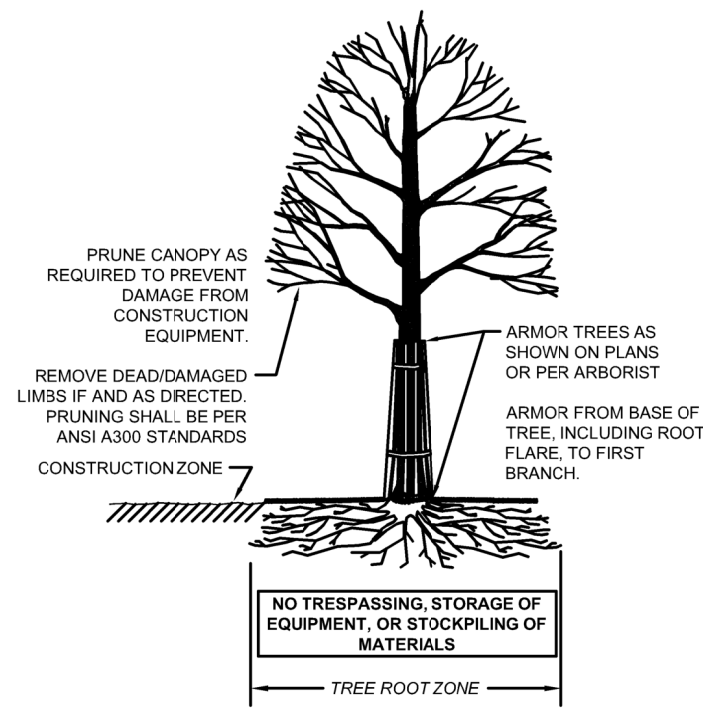 PRUNE CANOPY AS
REQUIRED TO PREVENT
DAMAGE FROM
CONSTRUCTION
EQUIPMENT.
REMOVE DEAD/DAMAGED
LIMBS IF AND AS DIRECTED.
PRUNING SHALL BE PER
ANSI A300 STANDARDS
CONSTRUCTION ZONE
ARMOR TREES AS
SHOWN ON PLANS
OR PER ARBORIST
ARMOR FROM BASE OF
TREE, INCLUDING ROOT
FLARE, TO FIRST
BRANCH.
NO TRESPASSING, STORAGE OF
EQUIPMENT, OR STOCKPILING OF
MATERIALS
TREE ROOT ZONE